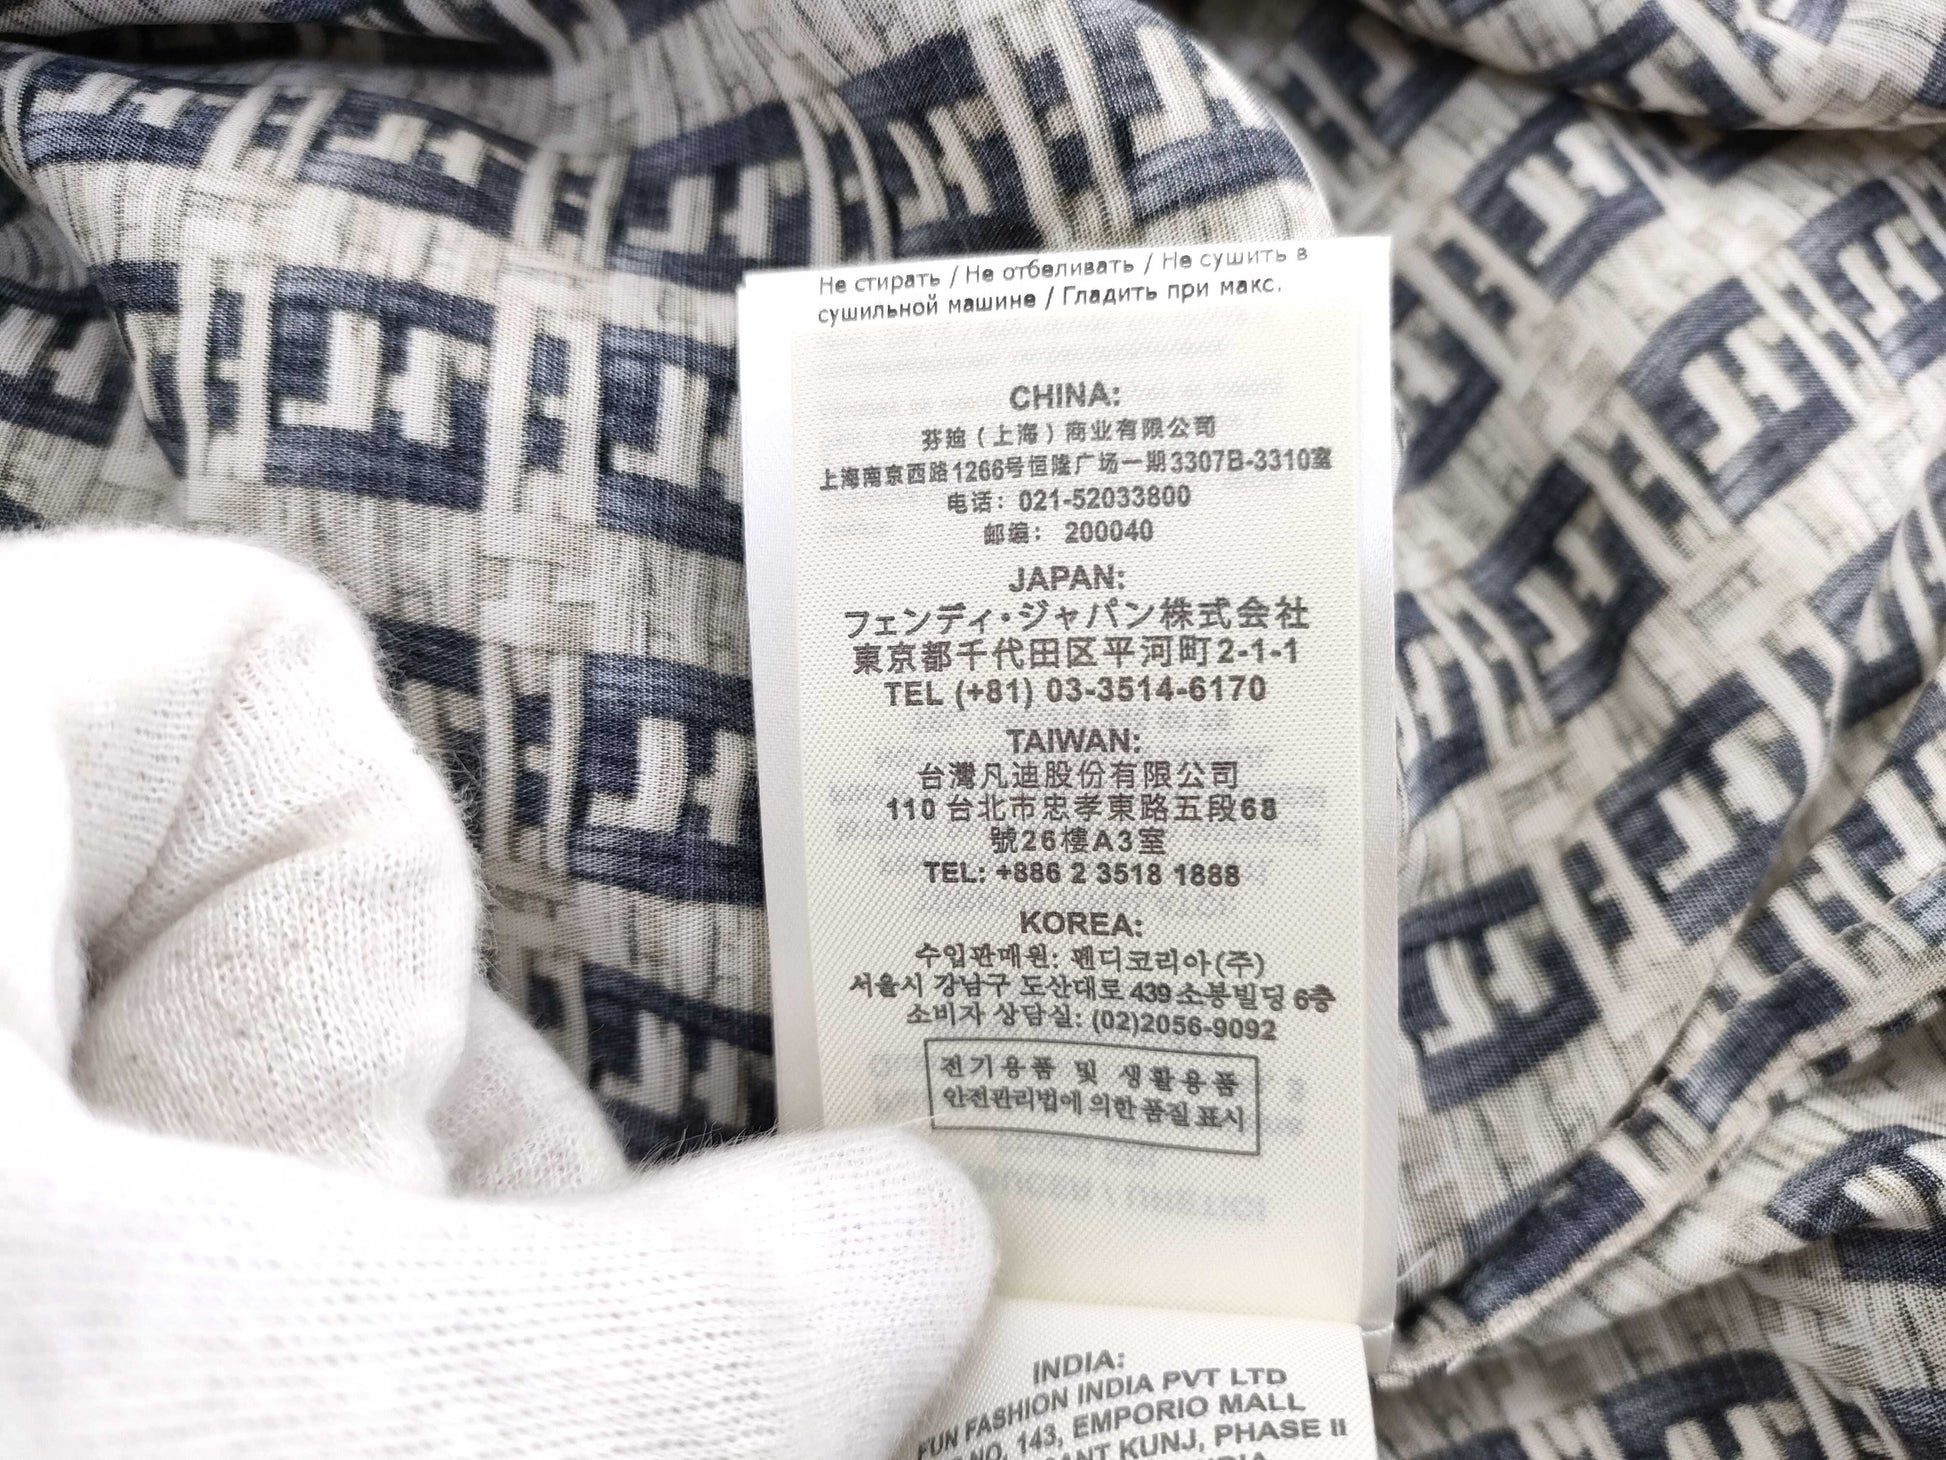 Не стирать / Не отбеливать / Не сушить в
сушильной машине / Гладить при макс.
CHINA:
芬迪（上海）商业有限公司
上海南京西路1266号恒隆广场一期3307B-3310室
电话：021-52033800
邮编： 200040
JAPAN:
フェンディ・ジャパン株式会社
東京都千代田区平河町2-1-1
TEL (+81) 03-3514-6170
TAIWAN:
台灣凡迪股份有限公司
110 台北市忠孝東路五段68
號26樓A3室
TEL: +886 2 3518 1888
KOREA:
수입판매원: 펜디코리아(주)
서울시 강남구 도산대로 439 소봉빌딩 6층
소비자 상담실: (02)2056-9092
전기용품 및 생활용품
안전관리법에 의한 품질 표시
INDIA:
FUN FASHION INDIA PVT LTD
NO. 143, EMPORIO MALL
KUNJ, PHASE II